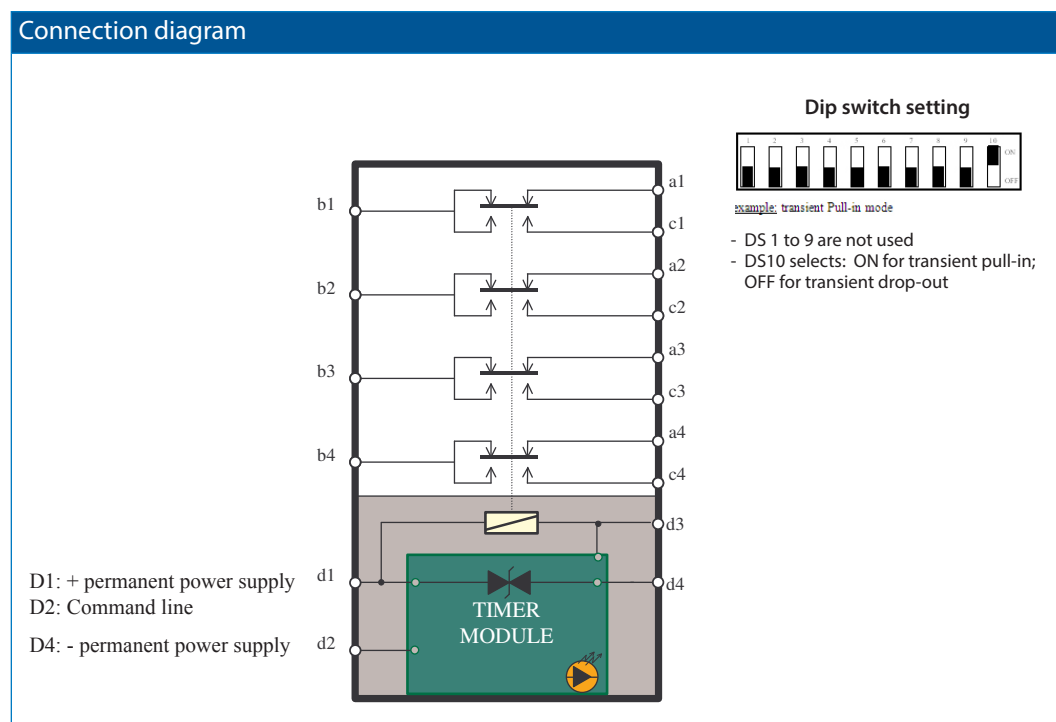 Connection diagram
Dip switch setting
1 2 3 4 5 6 7 8 9 10
ON
OFF
example: transient Pull-in mode
- DS 1 to 9 are not used
- DS10 selects: ON for transient pull-in;
OFF for transient drop-out
b1
a1
c1
b2
a2
c2
b3
a3
c3
b4
a4
c4
d3
D1: + permanent power supply
d1
d4
D2: Command line
TIMER
MODULE
D4: - permanent power supply
d2